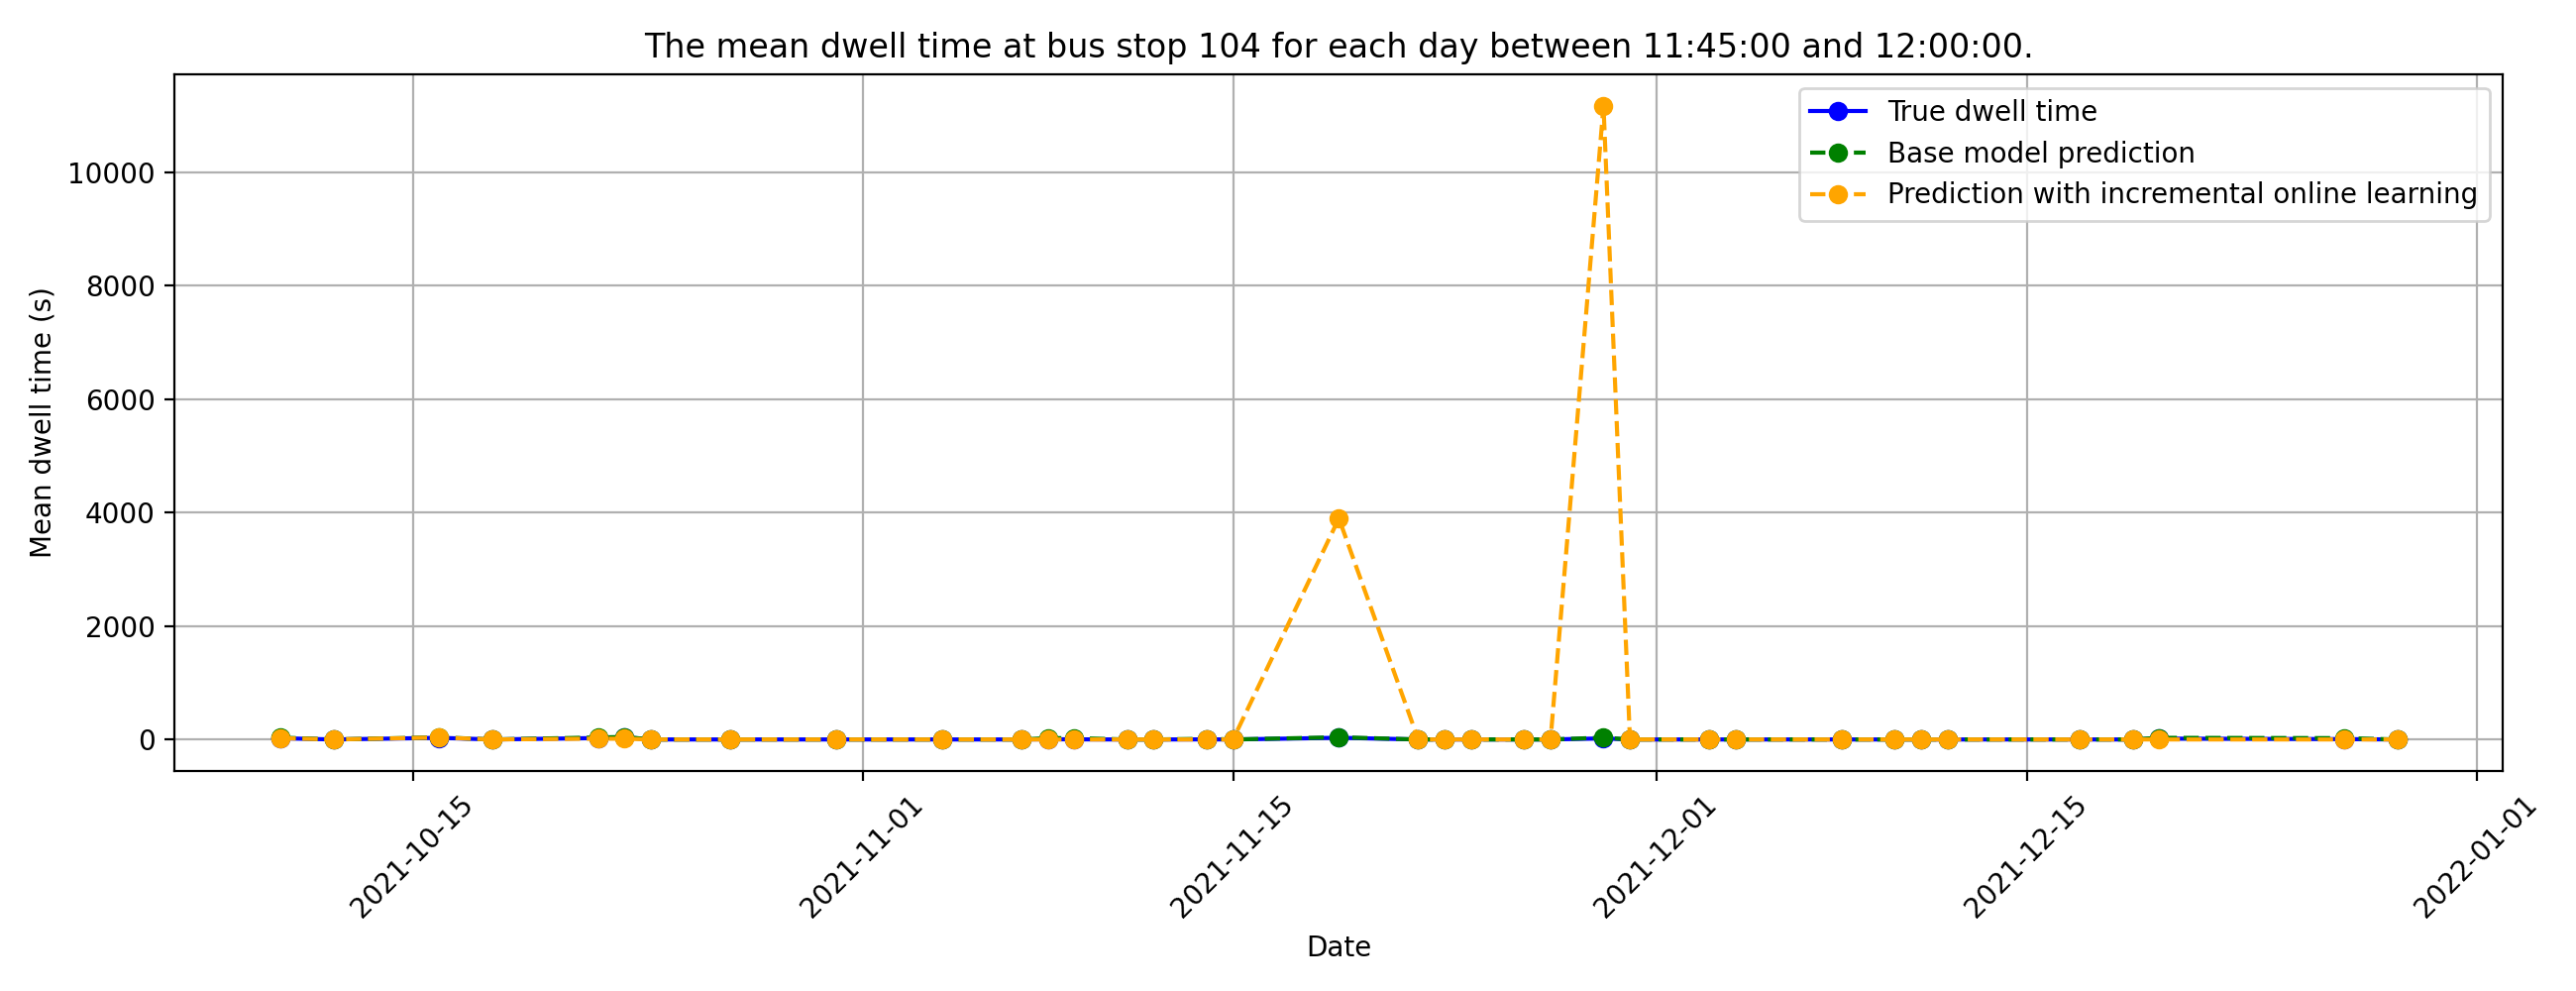 The mean dwell time at bus stop 104 for each day between 11:45:00 and 12:00:00.
True dwell time
Base model prediction
Prediction with incremental online learning
Mean dwell time (s)
10000
8000
6000
4000
2000
0
2021-10-15
2021-11-01
2021-11-15
2021-12-01
2021-12-15
2022-01-01
Date